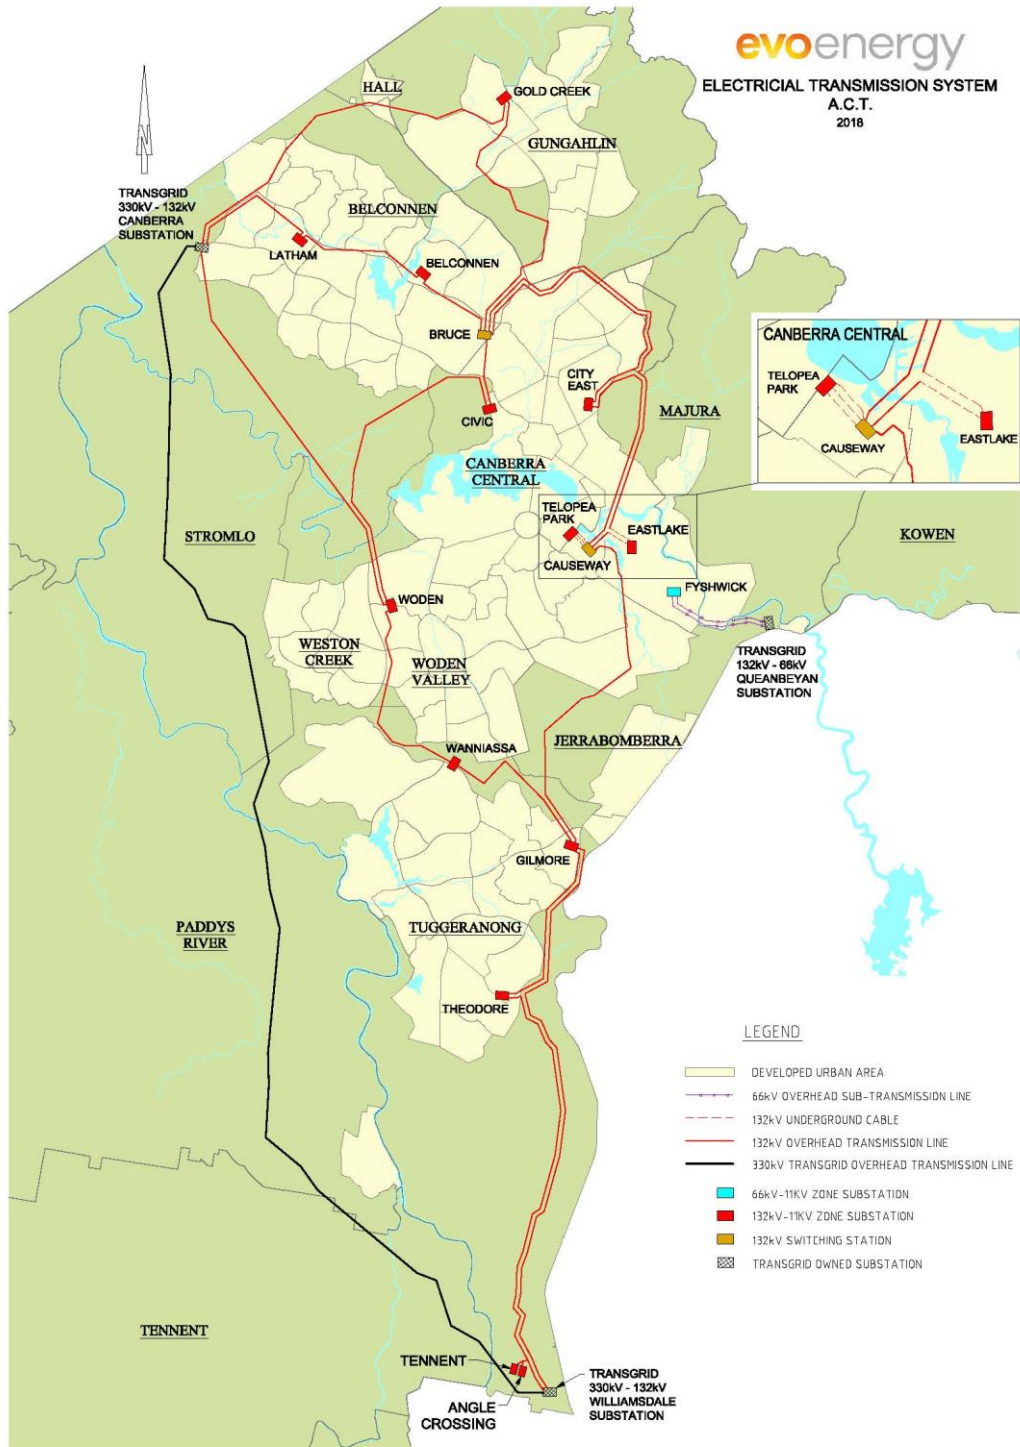 evoenergy
ELECTRICIAL TRANSMISSION SYSTEM
A.C.T.
2018
HALL
GOLD CREEK
GUNGAHLIN
TRANSGRID
330kV - 132kV
CANBERRA
SUBSTATION
BELCONNEN
LATHAM
BELCONNEN
BRUCE
CITY
EAST
CIVIC
MAJURA
CANBERRA CENTRAL
TELOPEA
PARK
CAUSEWAY
EASTLAKE
CANBERRA
CENTRAL
TELOPEA
PARK
EASTLAKE
CAUSEWAY
STROMLO
KOWEN
FYSHWICK
WODEN
WESTON
CREEK
WODEN
VALLEY
TRANSGRID
132kV - 66kV
QUEANBEYAN
SUBSTATION
JERRABOMBERRA
WANNIASSA
GILMORE
PADDYS
RIVER
TUGGERANONG
THEODORE
LEGEND
DEVELOPED URBAN AREA
66kV OVERHEAD SUB-TRANSMISSION LINE
132kV UNDERGROUND CABLE
132kV OVERHEAD TRANSMISSION LINE
330kV TRANSGRID OVERHEAD TRANSMISSION LINE
66kV-11KV ZONE SUBSTATION
132kV-11KV ZONE SUBSTATION
132kV SWITCHING STATION
TRANSGRID OWNED SUBSTATION
TENNENT
TENNENT
ANGLE
CROSSING
TRANSGRID
330kV - 132kV
WILLIAMSDALE
SUBSTATION